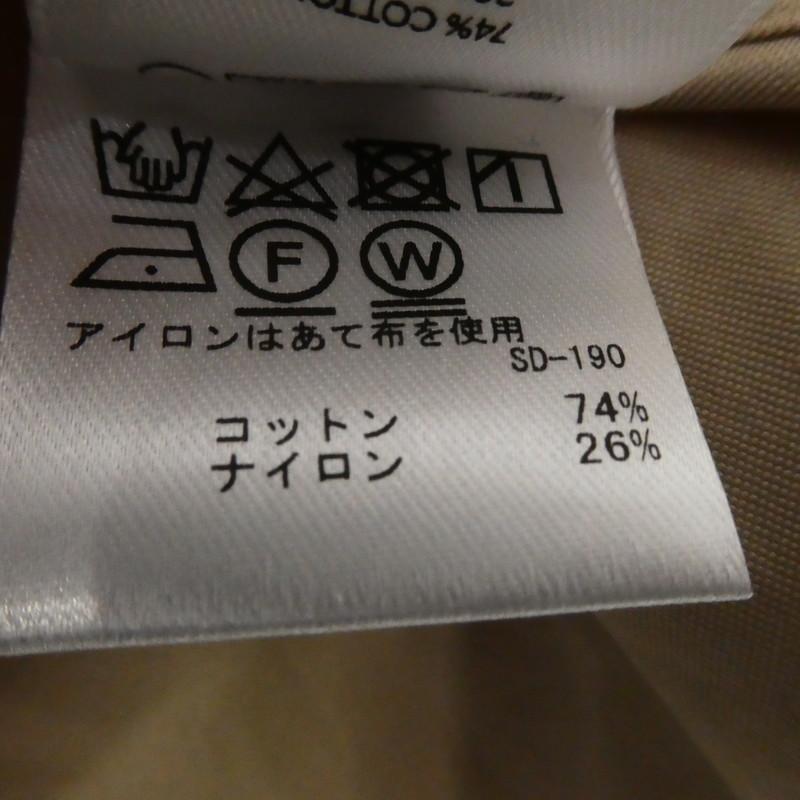 74% COTTO
F
W
アイロンはあて布を使用
SD-190
コットン 74%
ナイロン 26%